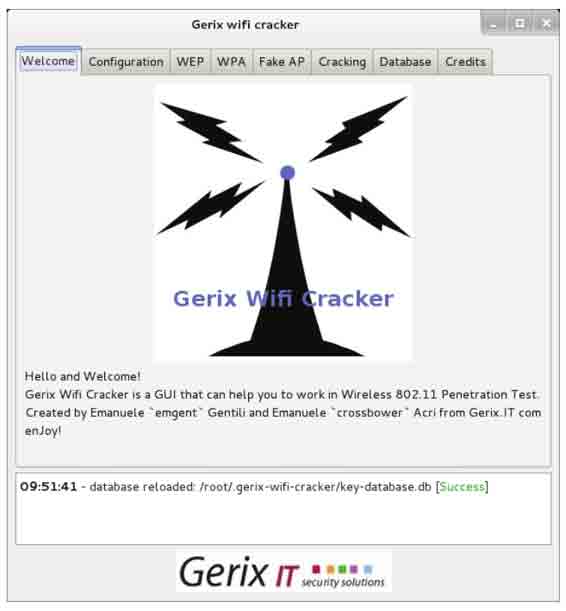 Gerix wifi cracker
Welcome Configuration WEP WPA Fake AP Cracking Database Credits
Gerix Wifi Cracker
Hello and Welcome!
Gerix Wifi Cracker is a GUI that can help you to work in Wireless 802.11 Penetration Test.
Created by Emanuele `emgent` Gentili and Emanuele `crossbower` Acri from Gerix.IT com
enJoy!
09:51:41 - database reloaded: /root/.gerix-wifi-cracker/key-database.db [Success]
Gerix IT security solutions